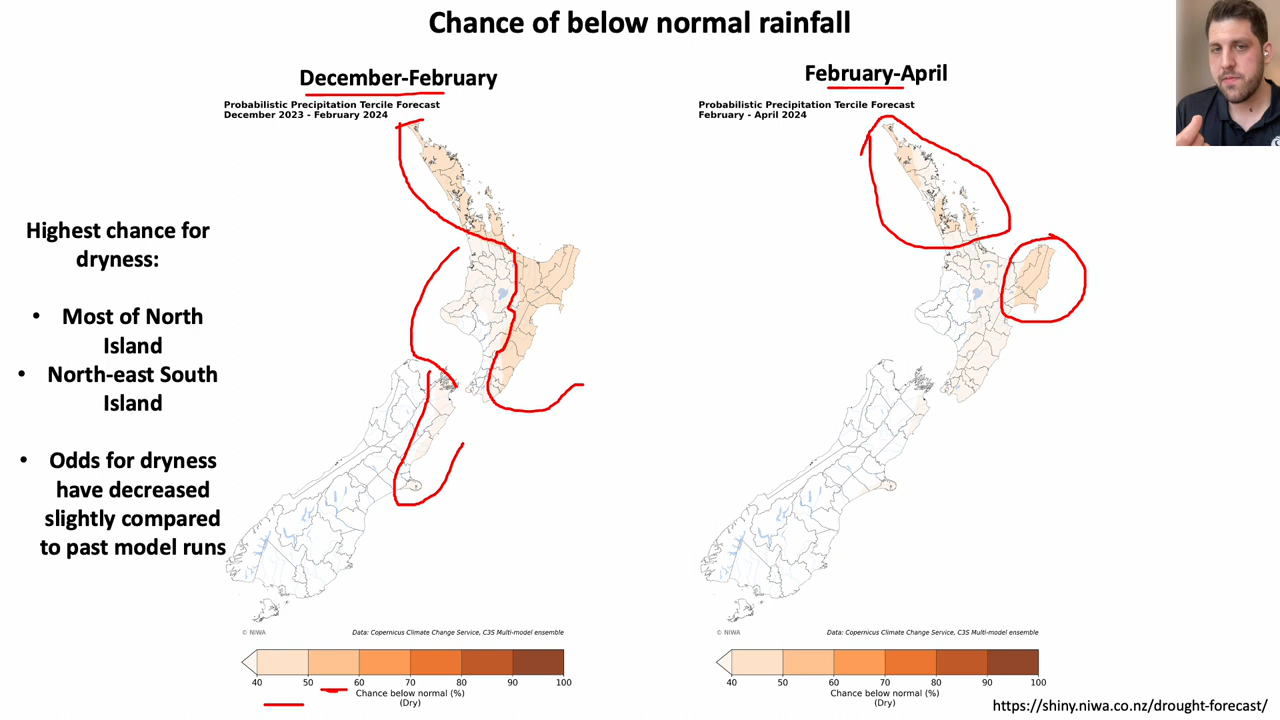 Chance of below normal rainfall
December-February
February-April
Probabilistic Precipitation Tercile Forecast
December 2023 - February 2024
Probabilistic Precipitation Tercile Forecast
February - April 2024
Highest chance for
dryness:
• Most of North
Island
• North-east South
Island
• Odds for dryness
have decreased
slightly compared
to past model runs
© NIWA
Data: Copernicus Climate Change Service, C3S Multi-model ensemble
© NIWA
Data: Copernicus Climate Change Service, C3S Multi-model ensemble
40 50 60 70 80 90 100
Chance below normal (%)
(Dry)
40 50 60 70 80 90 100
Chance below normal (%)
(Dry)
https://shiny.niwa.co.nz/drought-forecast/